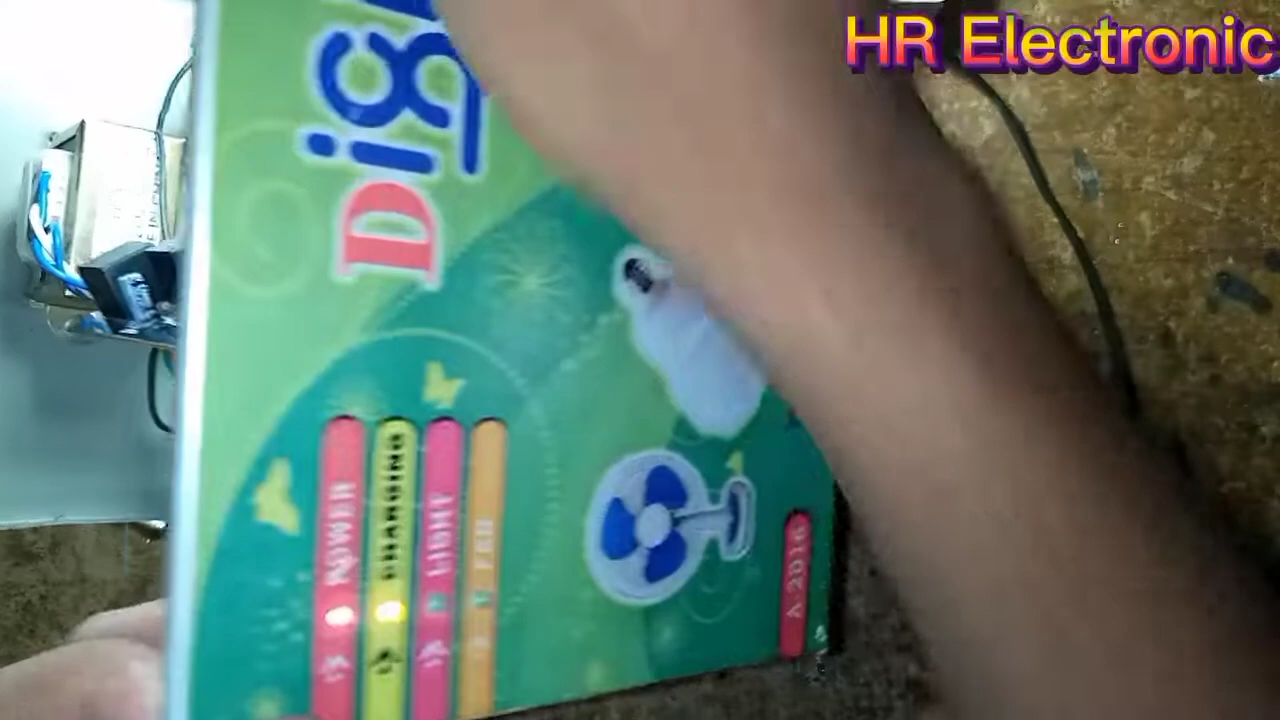 HR Electronic
Dig
POWER
CHARGING
LIGHT
FAN
A 2016